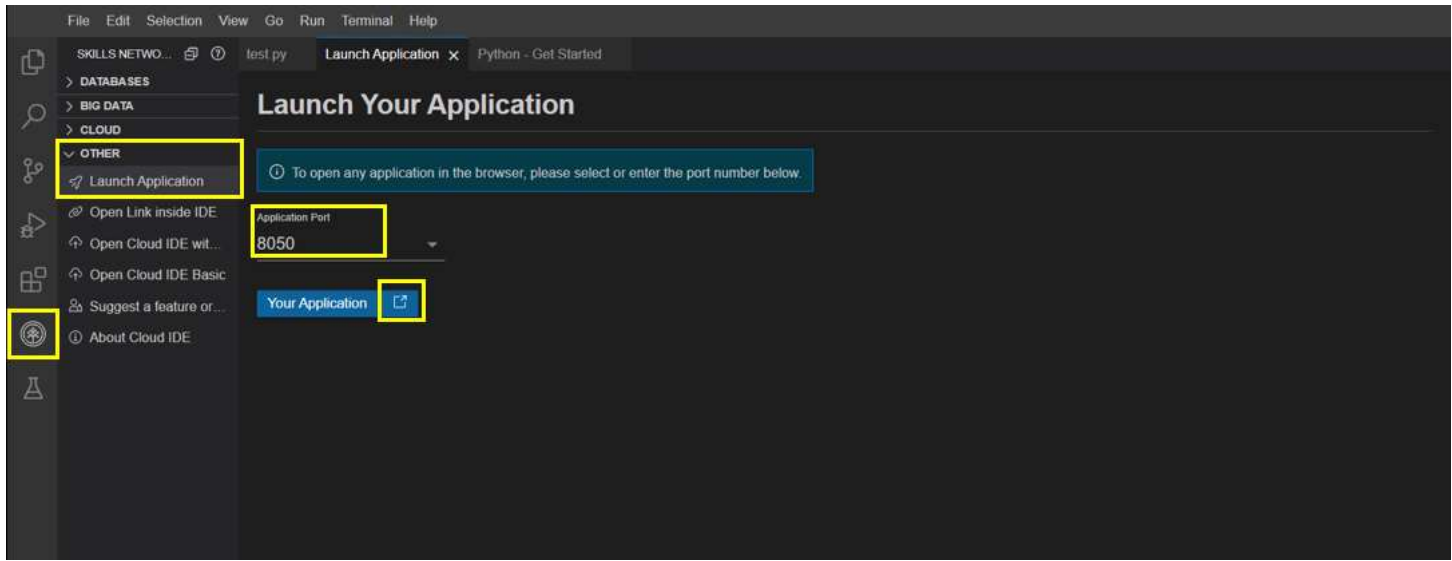 File Edit Selection View Go Run Terminal Help
SKILLS NETWO...
test.py Launch Application Python - Get Started
DATABASES
BIG DATA
CLOUD
OTHER
Launch Application
Open Link inside IDE
Open Cloud IDE wit...
Open Cloud IDE Basic
Suggest a feature or...
About Cloud IDE
Launch Your Application
To open any application in the browser, please select or enter the port number below.
Application Port
8050
Your Application